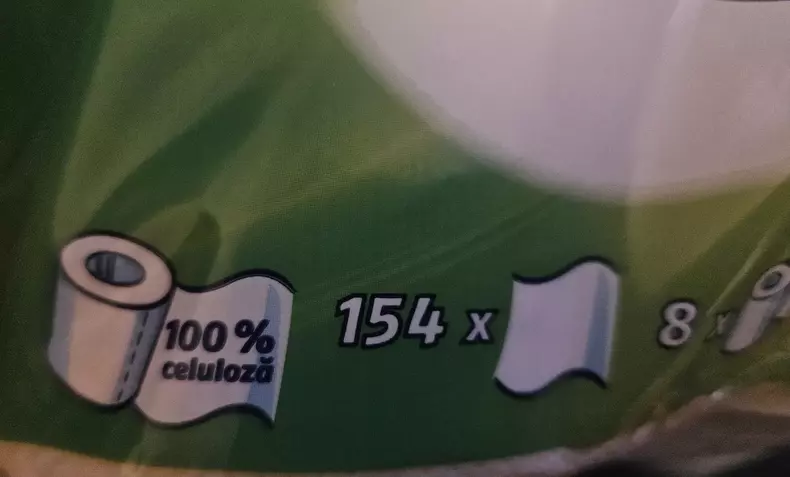 100 %
celuloză
154 x
8 x